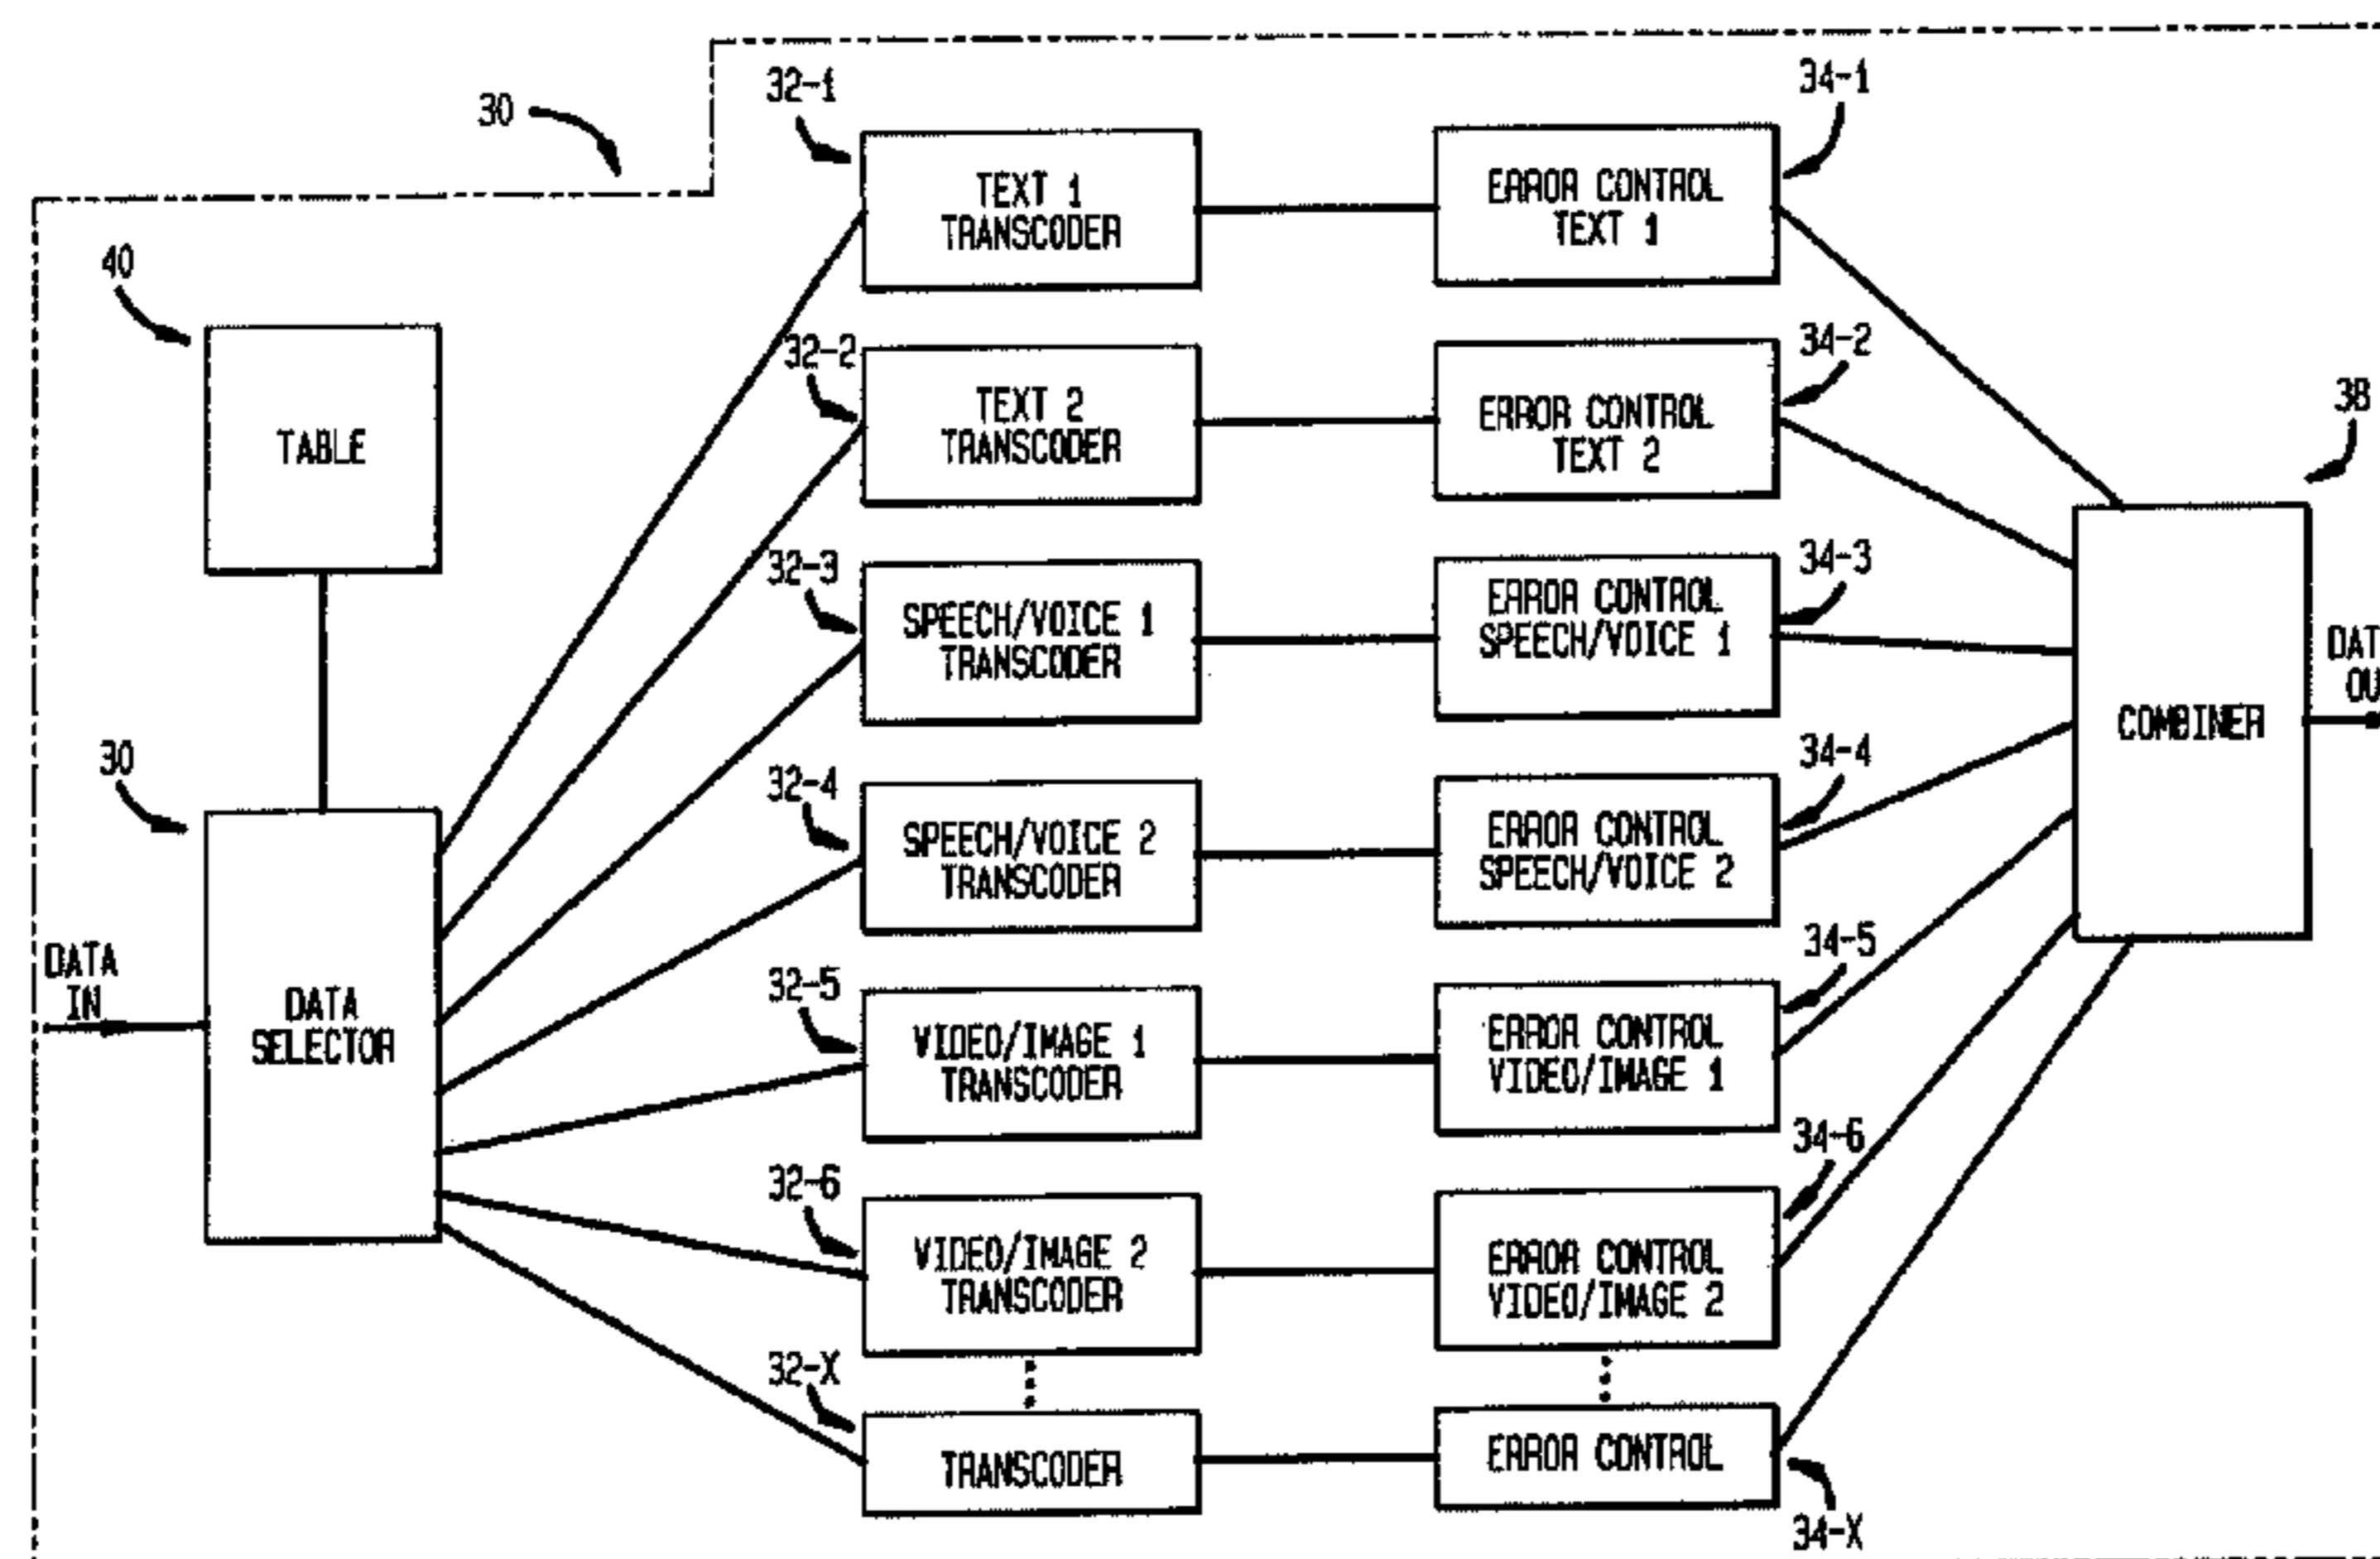 30
32-1
34-1
TEXT 1
TRANSCODER
ERROR CONTROL
TEXT 1
40
TABLE
32-2
34-2
TEXT 2
TRANSCODER
ERROR CONTROL
TEXT 2
38
32-3
34-3
SPEECH/VOICE 1
TRANSCODER
ERROR CONTROL
SPEECH/VOICE 1
COMBINER
DAT
OU
30
DATA
IN
DATA
SELECTOR
32-4
34-4
SPEECH/VOICE 2
TRANSCODER
ERROR CONTROL
SPEECH/VOICE 2
32-5
34-5
VIDEO/IMAGE 1
TRANSCODER
ERROR CONTROL
VIDEO/IMAGE 1
32-6
34-6
VIDEO/IMAGE 2
TRANSCODER
ERROR CONTROL
VIDEO/IMAGE 2
32-X
TRANSCODER
ERROR CONTROL
34-X